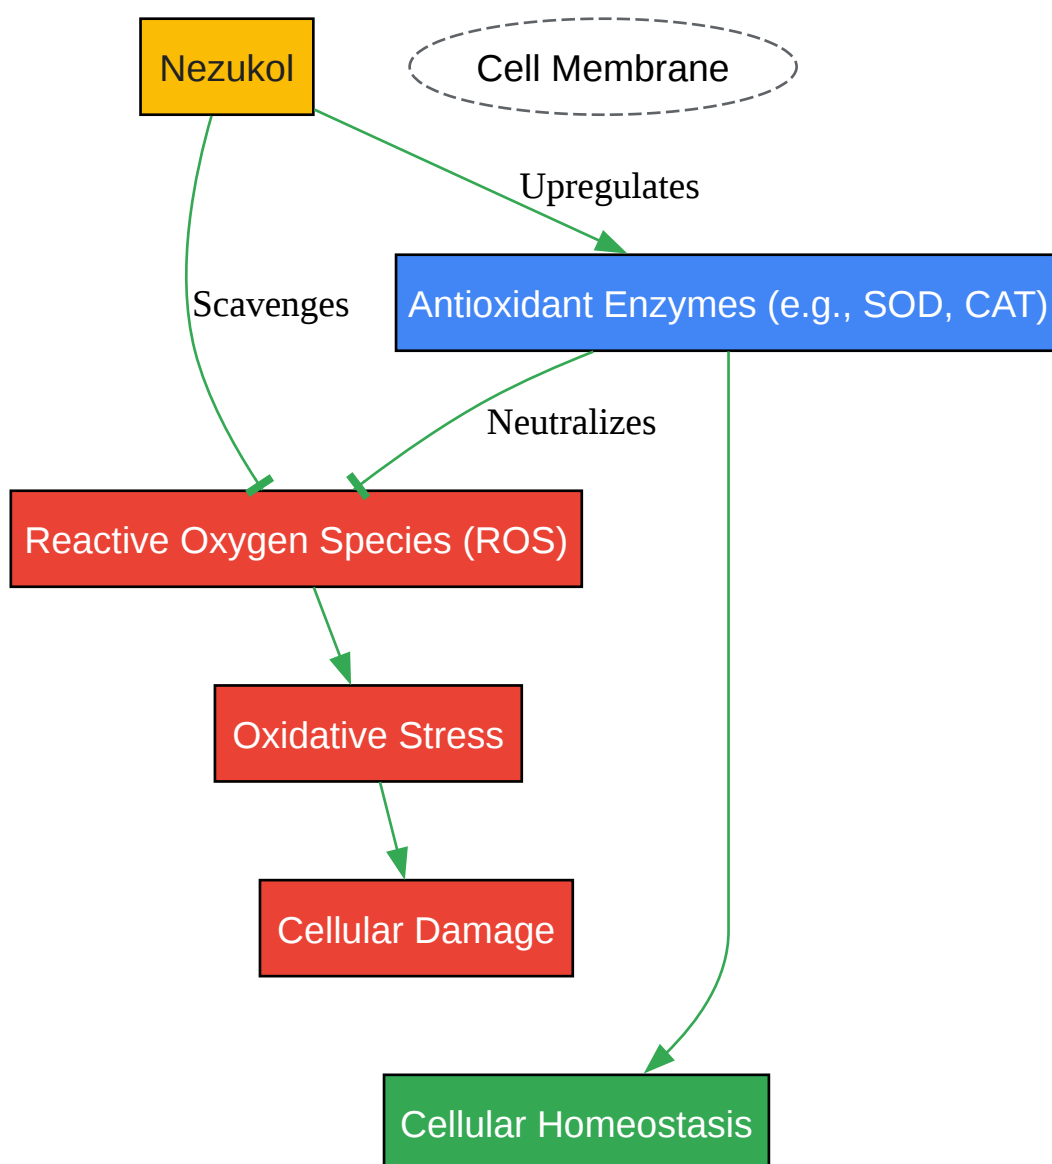 Nezukol
Cell Membrane
Upregulates
Scavenges
Antioxidant Enzymes (e.g., SOD, CAT)
Neutralizes
Reactive Oxygen Species (ROS)
Oxidative Stress
Cellular Damage
Cellular Homeostasis